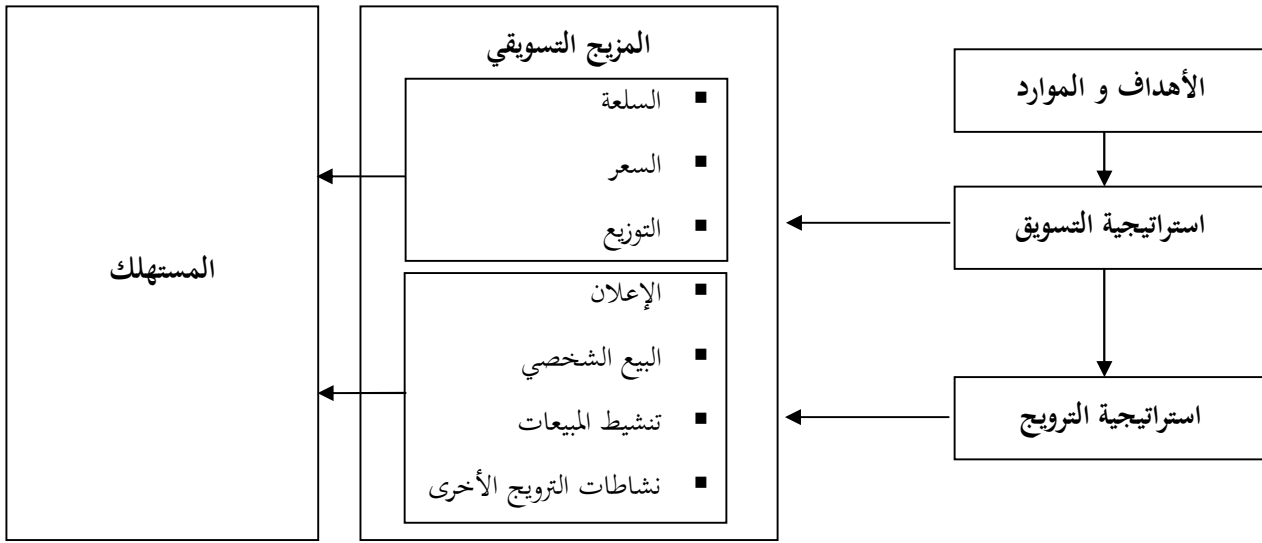 الأهداف و الموارد
استراتيجية التسويق
استراتيجية الترويج
المزيج التسويقي
▪ السلعة
▪ السعر
▪ التوزيع
▪ الإعلان
▪ البيع الشخصي
▪ تنشيط المبيعات
▪ نشاطات الترويج الأخرى
المستهلك